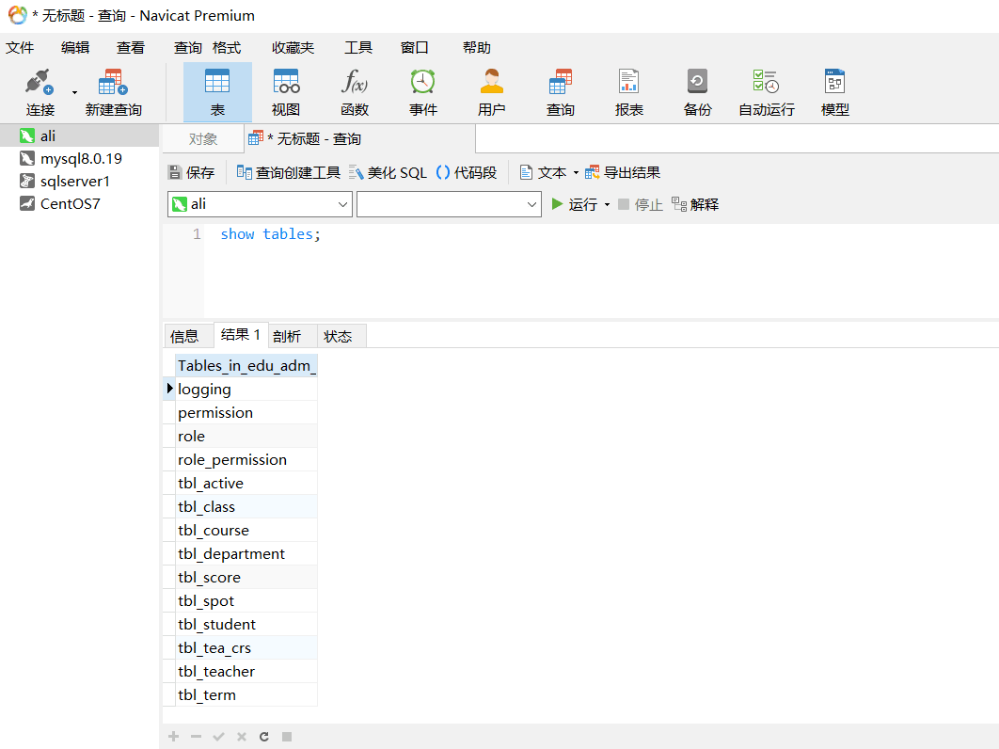 * 无标题 - 查询 - Navicat Premium
文件 编辑 查看 查询 格式 收藏夹 工具 窗口 帮助
连接 新建查询 表 视图 函数 事件 用户 查询 报表 备份 自动运行 模型
ali
mysql8.0.19
sqlserver1
CentOS7
对象 * 无标题 - 查询
保存 查询创建工具 美化 SQL () 代码段 文本 导出结果
ali 运行 停止 解释
1 show tables;
信息 结果 1 剖析 状态
Tables_in_edu_adm_
logging
permission
role
role_permission
tbl_active
tbl_class
tbl_course
tbl_department
tbl_score
tbl_spot
tbl_student
tbl_tea_crs
tbl_teacher
tbl_term